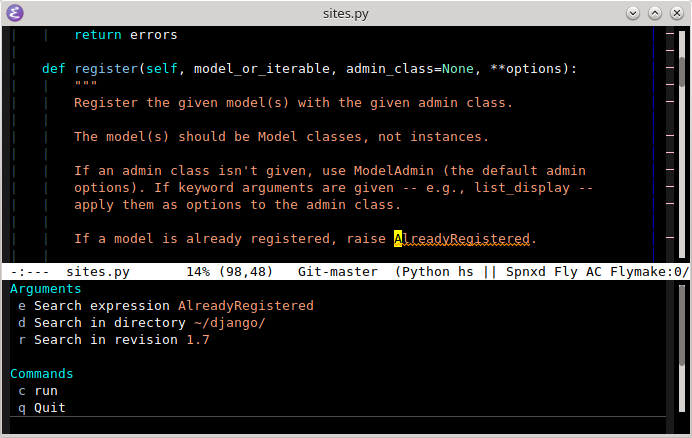 sites.py
return errors
def register(self, model_or_iterable, admin_class=None, **options):
"""
Register the given model(s) with the given admin class.
The model(s) should be Model classes, not instances.
If an admin class isn't given, use ModelAdmin (the default admin
options). If keyword arguments are given -- e.g., list_display --
apply them as options to the admin class.
If a model is already registered, raise AlreadyRegistered.
-:--- sites.py 14% (98,48) Git-master (Python hs || Spnxd Fly AC Flymake:0/
Arguments
e Search expression AlreadyRegistered
d Search in directory ~/django/
r Search in revision 1.7
Commands
c run
q Quit